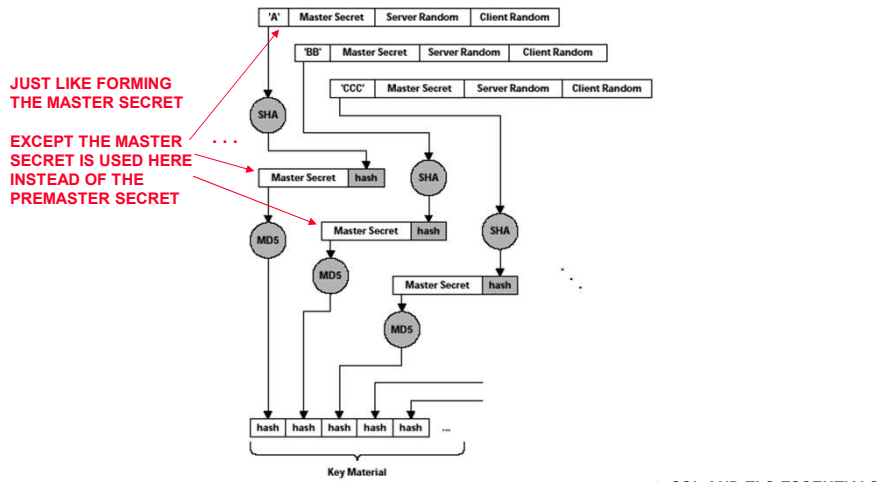 'A' Master Secret Server Random Client Random
'BB' Master Secret Server Random Client Random
'CCC' Master Secret Server Random Client Random
JUST LIKE FORMING
THE MASTER SECRET
EXCEPT THE MASTER
SECRET IS USED HERE
INSTEAD OF THE
PREMASTER SECRET
. . .
SHA
Master Secret hash
SHA
Master Secret hash
SHA
MD5
MD5
Master Secret hash
MD5
hash hash hash hash hash ...
Key Material